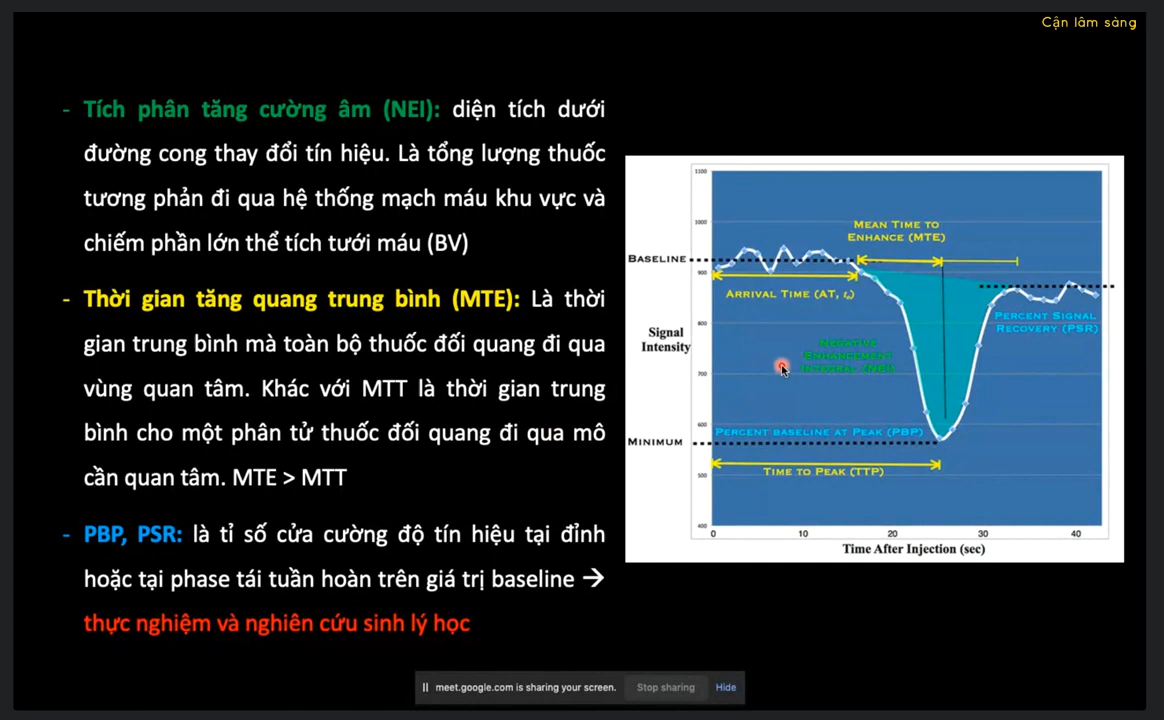 Cận lâm sàng
- Tích phân tăng cường âm (NEI): diện tích dưới
đường cong thay đổi tín hiệu. Là tổng lượng thuốc
tương phản đi qua hệ thống mạch máu khu vực và
chiếm phần lớn thể tích tưới máu (BV)
- Thời gian tăng quang trung bình (MTE): Là thời
gian trung bình mà toàn bộ thuốc đối quang đi qua
vùng quan tâm. Khác với MTT là thời gian trung
bình cho một phân tử thuốc đối quang đi qua mô
cần quan tâm. MTE > MTT
- PBP, PSR: là tỉ số cửa cường độ tín hiệu tại đỉnh
hoặc tại phase tái tuần hoàn trên giá trị baseline →
thực nghiệm và nghiên cứu sinh lý học
1100
1000
900
800
700
600
500
400
Signal
Intensity
BASELINE
MINIMUM
MEAN TIME TO
ENHANCE (MTE)
ARRIVAL TIME (AT, t₀)
PERCENT SIGNAL
RECOVERY (PSR)
NEGATIVE
ENHANCEMENT
INTEGRAL (NEI)
PERCENT BASELINE AT PEAK (PBP)
TIME TO PEAK (TTP)
0 10 20 30 40
Time After Injection (sec)
meet.google.com is sharing your screen. Stop sharing Hide